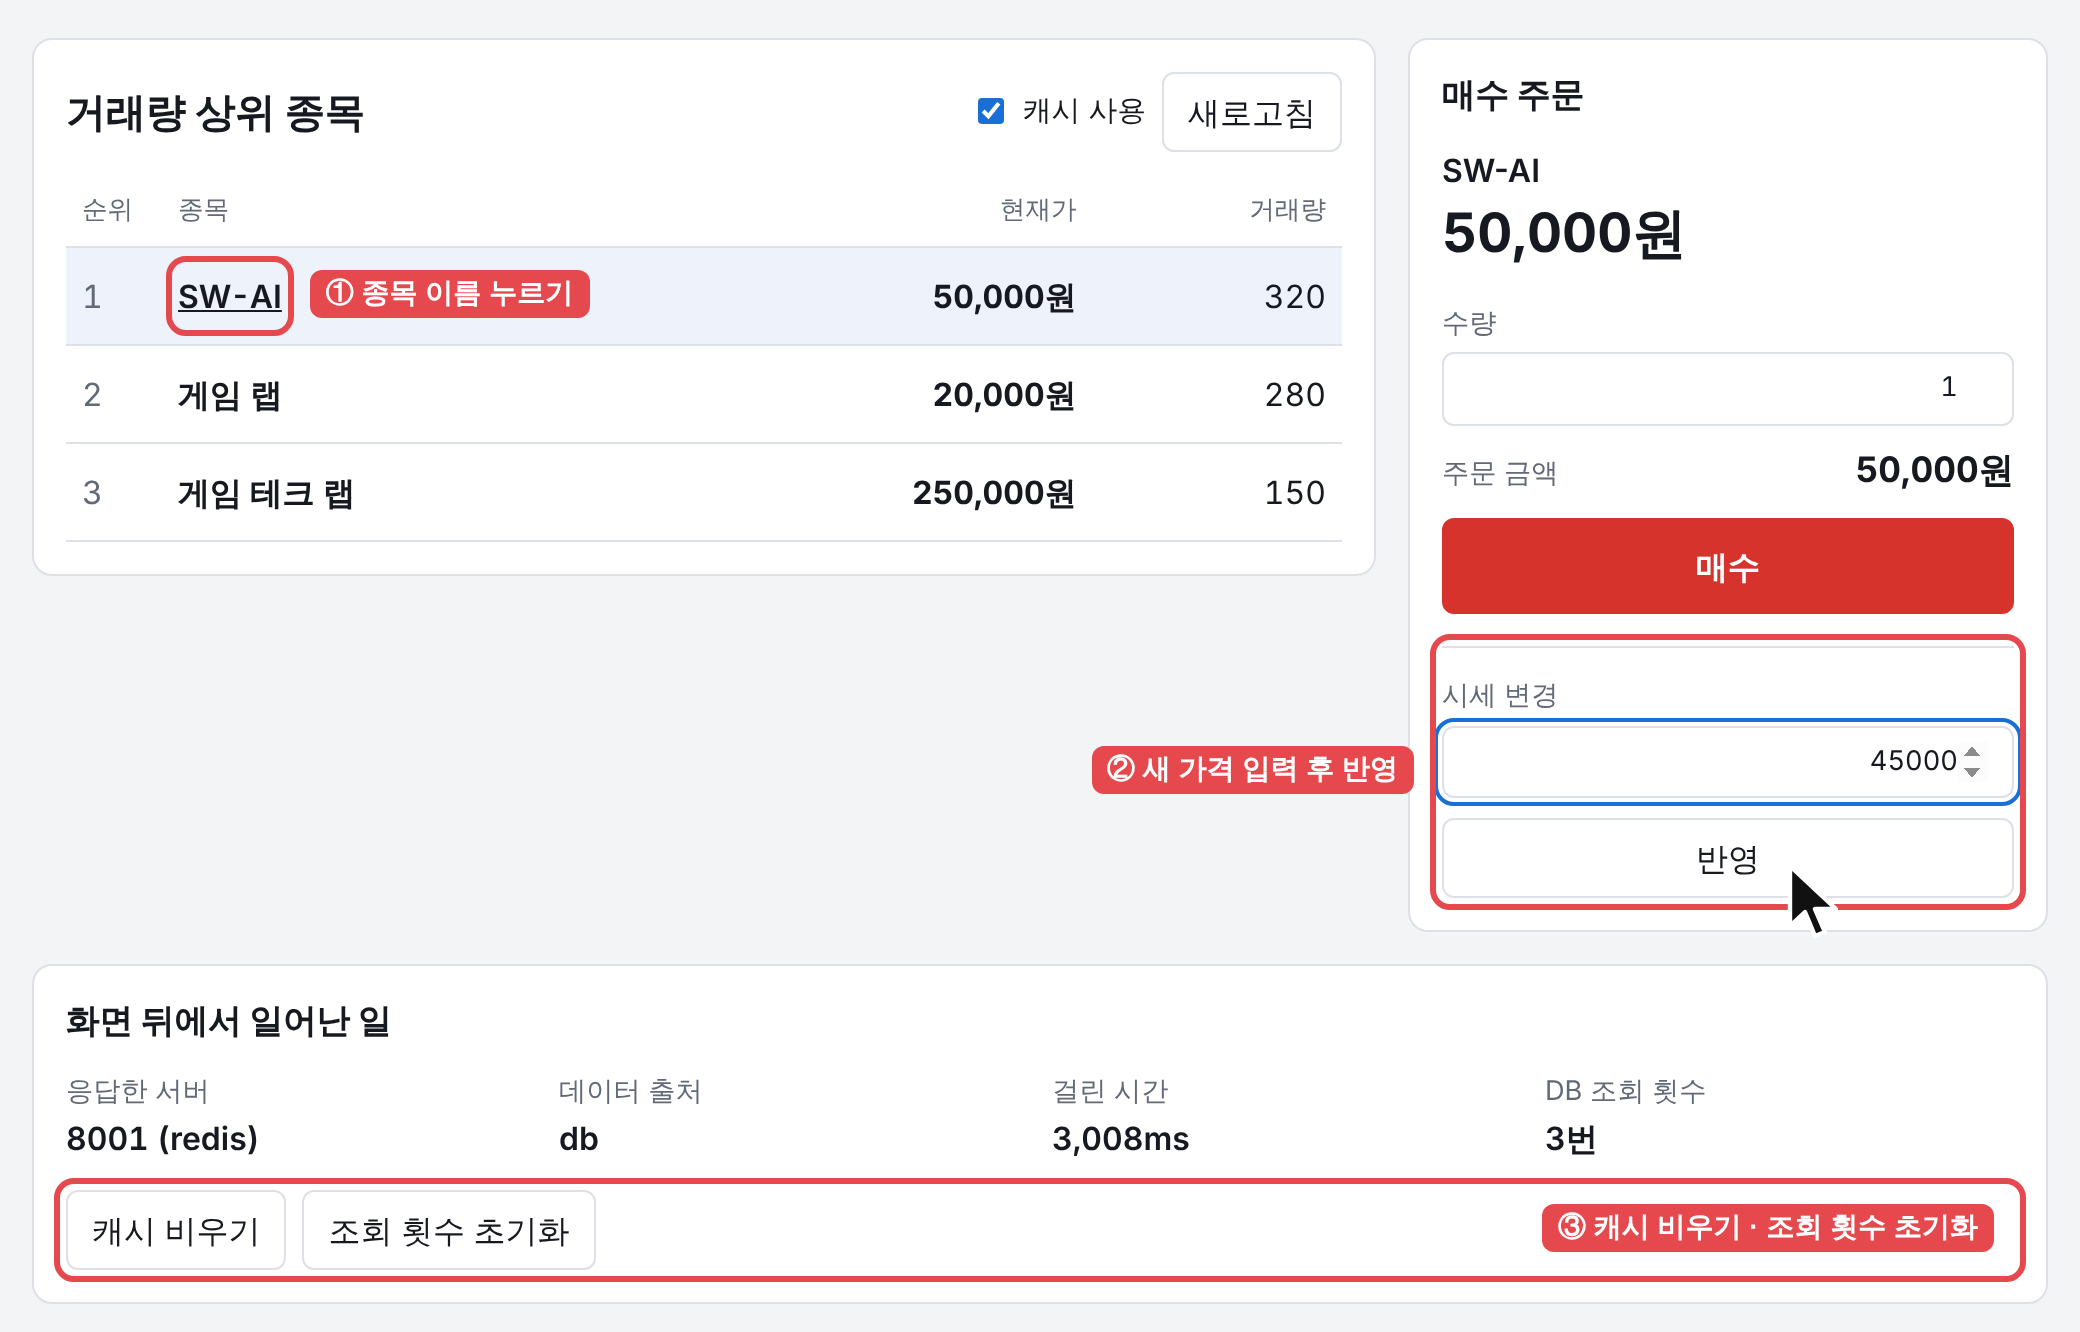 거래량 상위 종목
캐시 사용
새로고침
순위 종목 현재가 거래량
1 SW-AI ① 종목 이름 누르기 50,000원 320
2 게임 랩 20,000원 280
3 게임 테크 랩 250,000원 150
매수 주문
SW-AI
50,000원
수량
1
주문 금액 50,000원
매수
시세 변경
② 새 가격 입력 후 반영
45000
반영
화면 뒤에서 일어난 일
응답한 서버 데이터 출처 걸린 시간 DB 조회 횟수
8001 (redis) db 3,008ms 3번
캐시 비우기 조회 횟수 초기화 ③ 캐시 비우기 · 조회 횟수 초기화